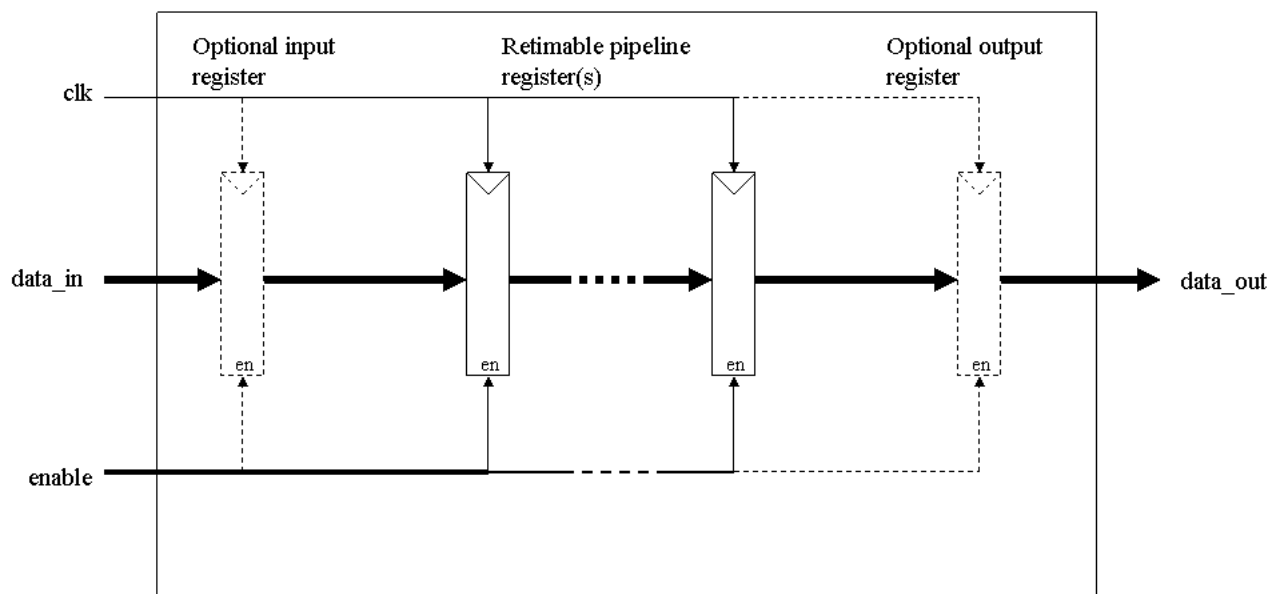 Optional input
register
Retimable pipeline
register(s)
Optional output
register
clk
data_in
data_out
en
en
en
en
enable